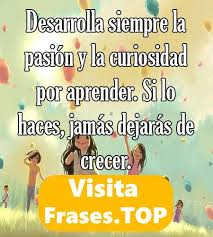 Desarrolla siempre la
pasión y la curiosidad
por aprender. Si lo
haces, jamás dejarás de
crecer.
Visita
Frases.TOP